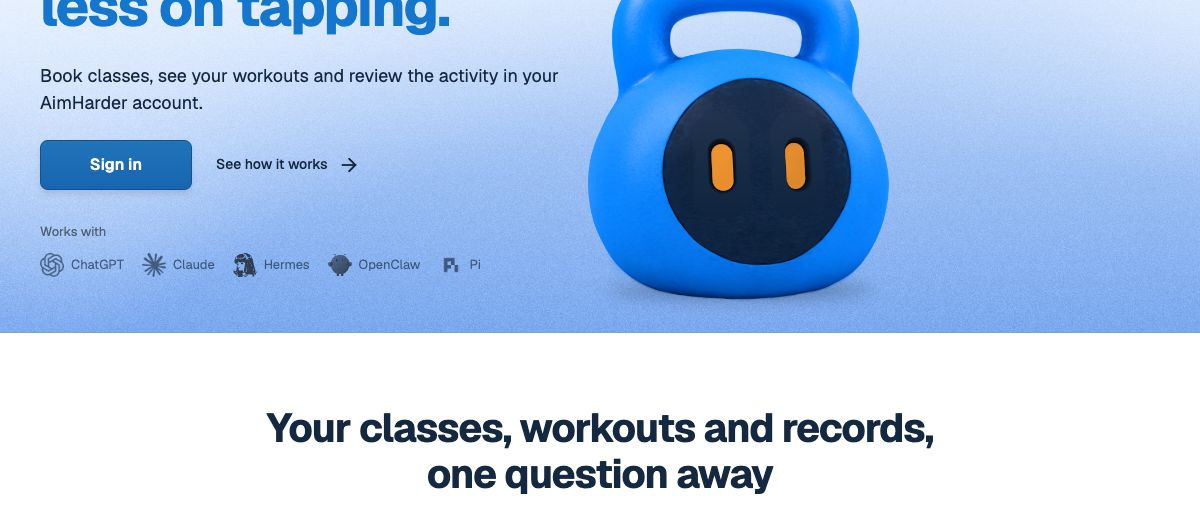 less on tapping.
Book classes, see your workouts and review the activity in your
AimHarder account.
Sign in
See how it works
Works with
ChatGPT
Claude
Hermes
OpenClaw
Pi
Your classes, workouts and records,
one question away